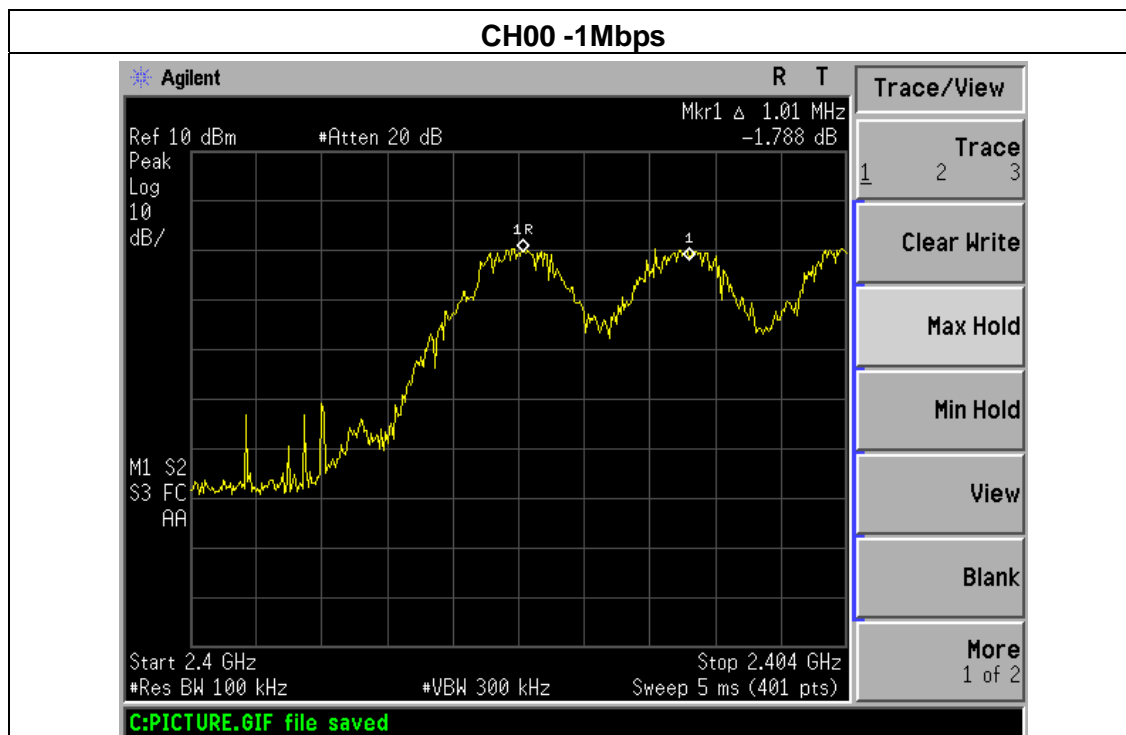 CH00 -1Mbps
Agilent R T
Mkr1 Δ 1.01 MHz
Ref 10 dBm #Atten 20 dB -1.788 dB
Peak
Log
10
dB/
1R
1
M1 S2
S3 FC
AA
Start 2.4 GHz Stop 2.404 GHz
#Res BW 100 kHz #VBW 300 kHz Sweep 5 ms (401 pts)
C:PICTURE.GIF file saved
Trace/View
Trace
1 2 3
Clear Write
Max Hold
Min Hold
View
Blank
More
1 of 2